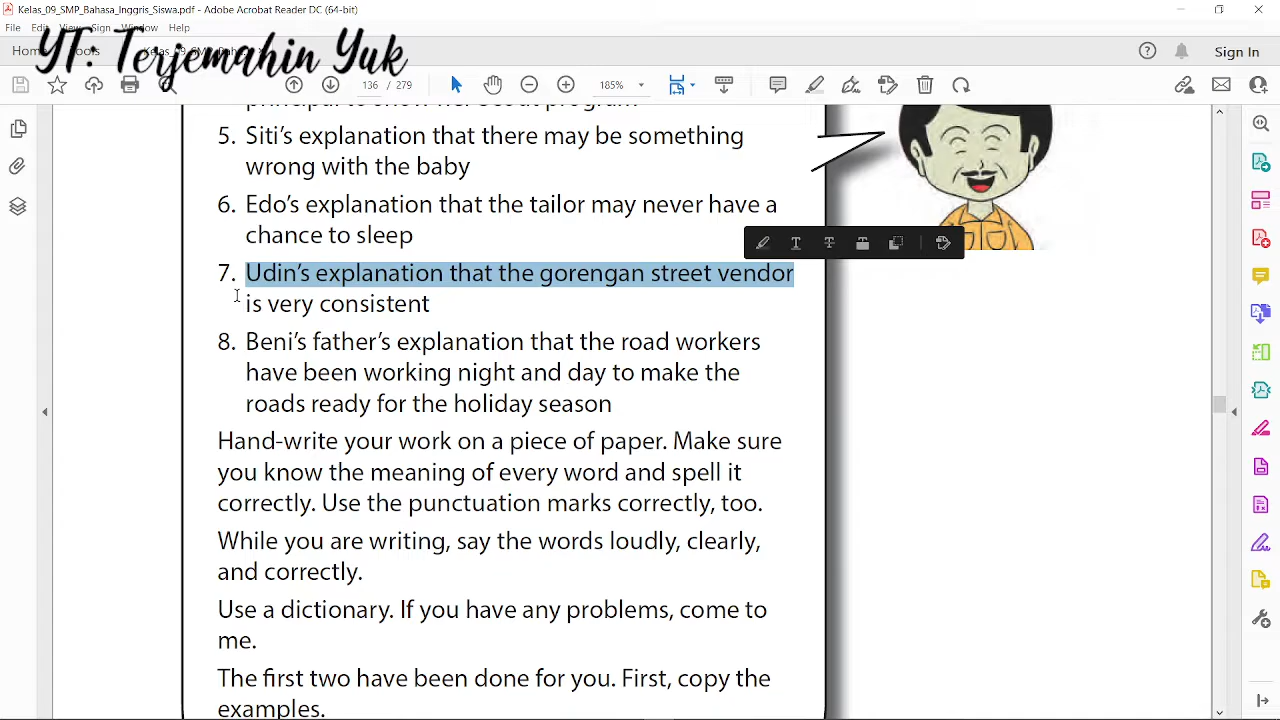 Kelas_09_SMP_Bahasa_Inggris_Siswa.pdf - Adobe Acrobat Reader DC (64-bit)
File Edit View Sign Window Help
YT: Terjemahin Yuk
Home Tools
Sign In
136 / 279
185%
principal to show her Scout program
5. Siti's explanation that there may be something
wrong with the baby
6. Edo's explanation that the tailor may never have a
chance to sleep
7. Udin's explanation that the gorengan street vendor
is very consistent
8. Beni's father's explanation that the road workers
have been working night and day to make the
roads ready for the holiday season
Hand-write your work on a piece of paper. Make sure
you know the meaning of every word and spell it
correctly. Use the punctuation marks correctly, too.
While you are writing, say the words loudly, clearly,
and correctly.
Use a dictionary. If you have any problems, come to
me.
The first two have been done for you. First, copy the
examples.